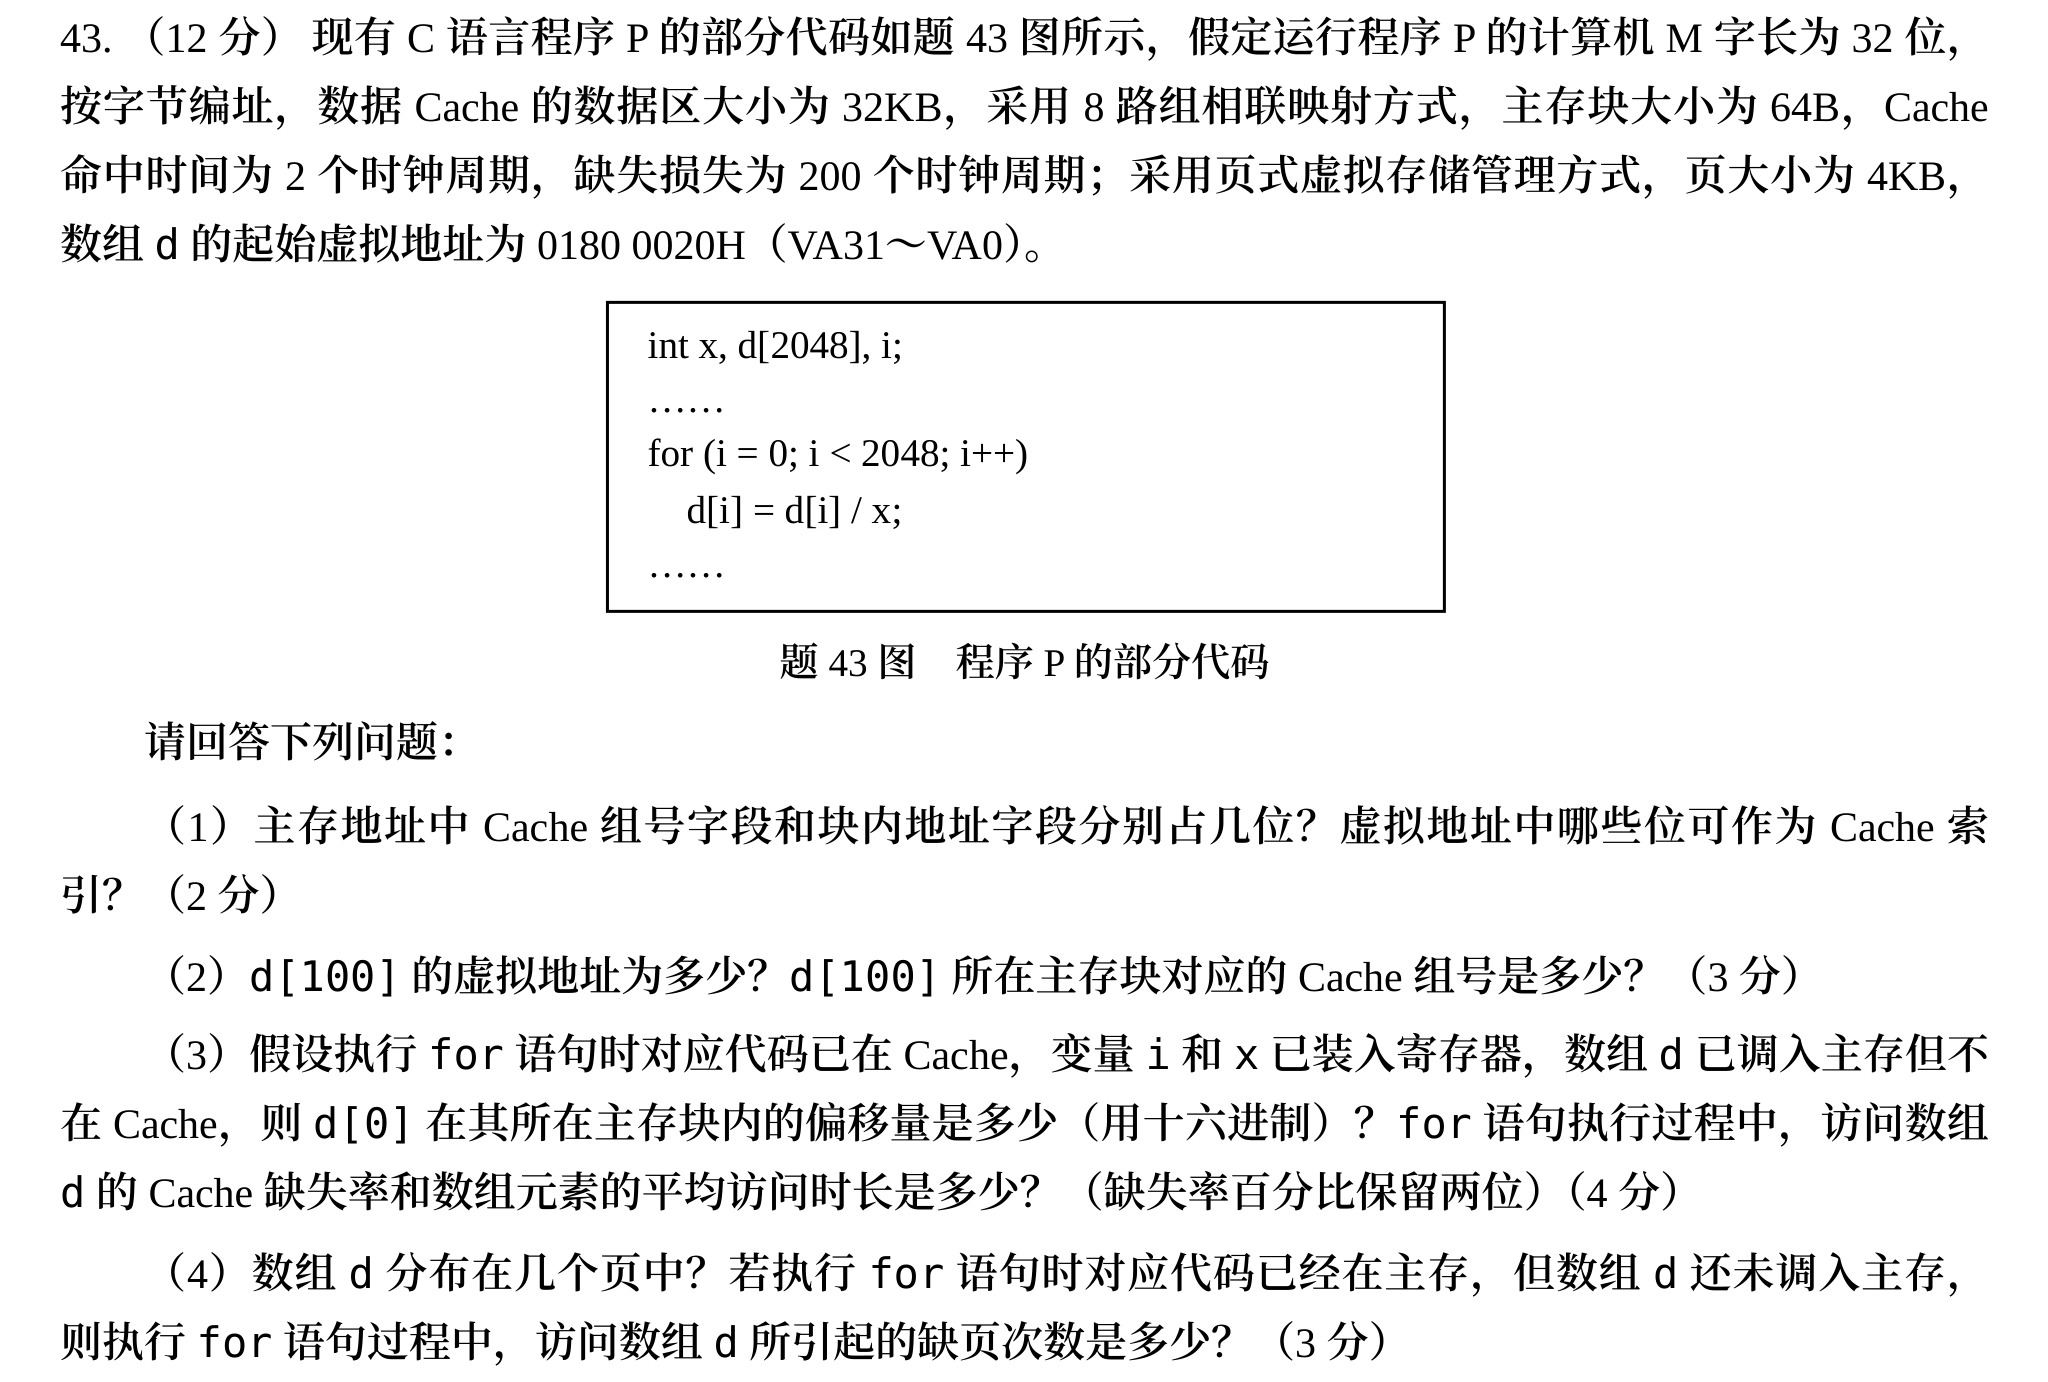 43. （12 分） 现有 C 语言程序 P 的部分代码如题 43 图所示，假定运行程序 P 的计算机 M 字长为 32 位，
按字节编址，数据 Cache 的数据区大小为 32KB，采用 8 路组相联映射方式，主存块大小为 64B，Cache
命中时间为 2 个时钟周期，缺失损失为 200 个时钟周期；采用页式虚拟存储管理方式，页大小为 4KB，
数组 d 的起始虚拟地址为 0180 0020H（VA31～VA0）。
int x, d[2048], i;
……
for (i = 0; i < 2048; i++)
d[i] = d[i] / x;
……
题 43 图　程序 P 的部分代码
请回答下列问题：
（1）主存地址中 Cache 组号字段和块内地址字段分别占几位？虚拟地址中哪些位可作为 Cache 索
引？ （2 分）
（2）d[100] 的虚拟地址为多少？d[100] 所在主存块对应的 Cache 组号是多少？ （3 分）
（3）假设执行 for 语句时对应代码已在 Cache，变量 i 和 x 已装入寄存器，数组 d 已调入主存但不
在 Cache，则 d[0] 在其所在主存块内的偏移量是多少（用十六进制）？for 语句执行过程中，访问数组
d 的 Cache 缺失率和数组元素的平均访问时长是多少？ （缺失率百分比保留两位）（4 分）
（4）数组 d 分布在几个页中？若执行 for 语句时对应代码已经在主存，但数组 d 还未调入主存，
则执行 for 语句过程中，访问数组 d 所引起的缺页次数是多少？ （3 分）